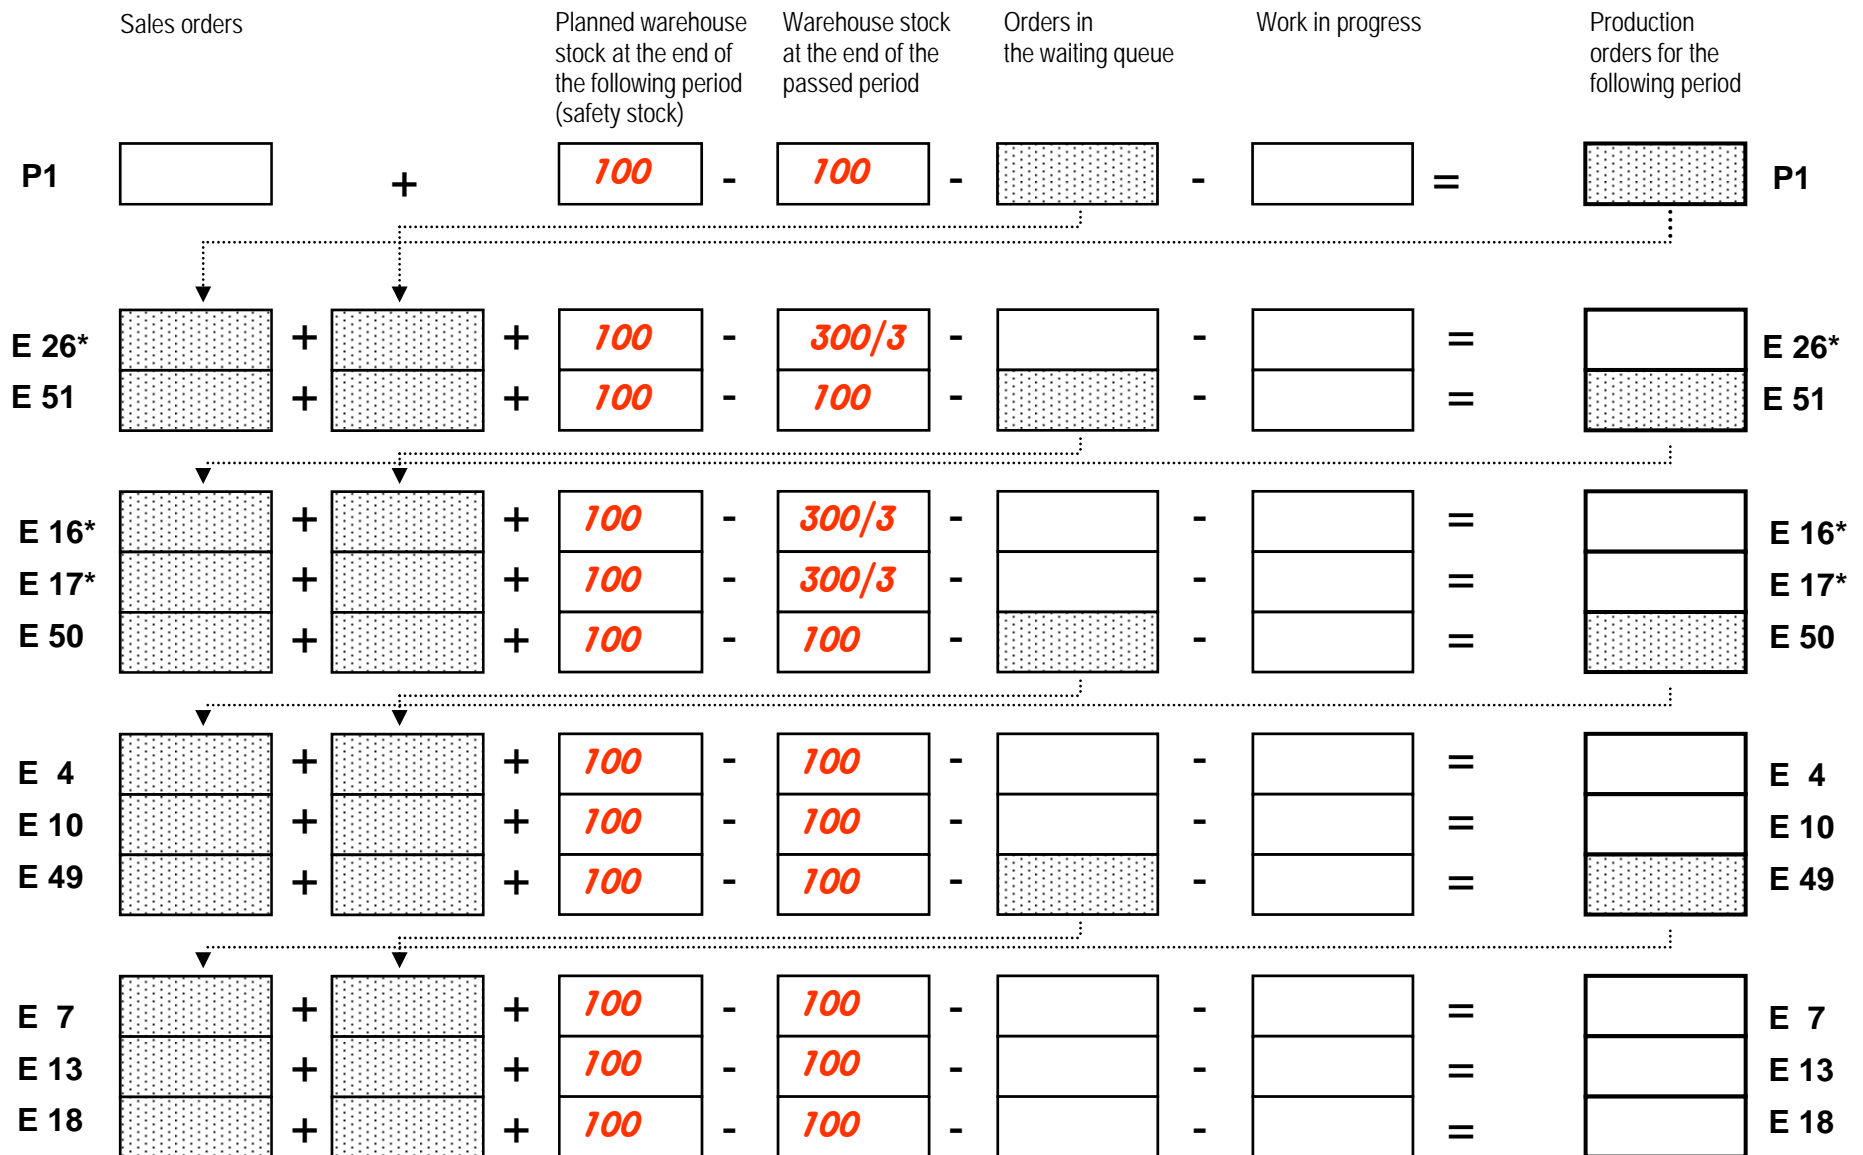 Sales orders
Planned warehouse
stock at the end of
the following period
(safety stock)
Warehouse stock
at the end of the
passed period
Orders in
the waiting queue
Work in progress
Production
orders for the
following period
P1 + 100 - 100 - - = P1
E 26* + + 100 - 300/3 - - = E 26*
E 51 + + 100 - 100 - - = E 51
E 16* + + 100 - 300/3 - - = E 16*
E 17* + + 100 - 300/3 - - = E 17*
E 50 + + 100 - 100 - - = E 50
E 4 + + 100 - 100 - - = E 4
E 10 + + 100 - 100 - - = E 10
E 49 + + 100 - 100 - - = E 49
E 7 + + 100 - 100 - - = E 7
E 13 + + 100 - 100 - - = E 13
E 18 + + 100 - 100 - - = E 18